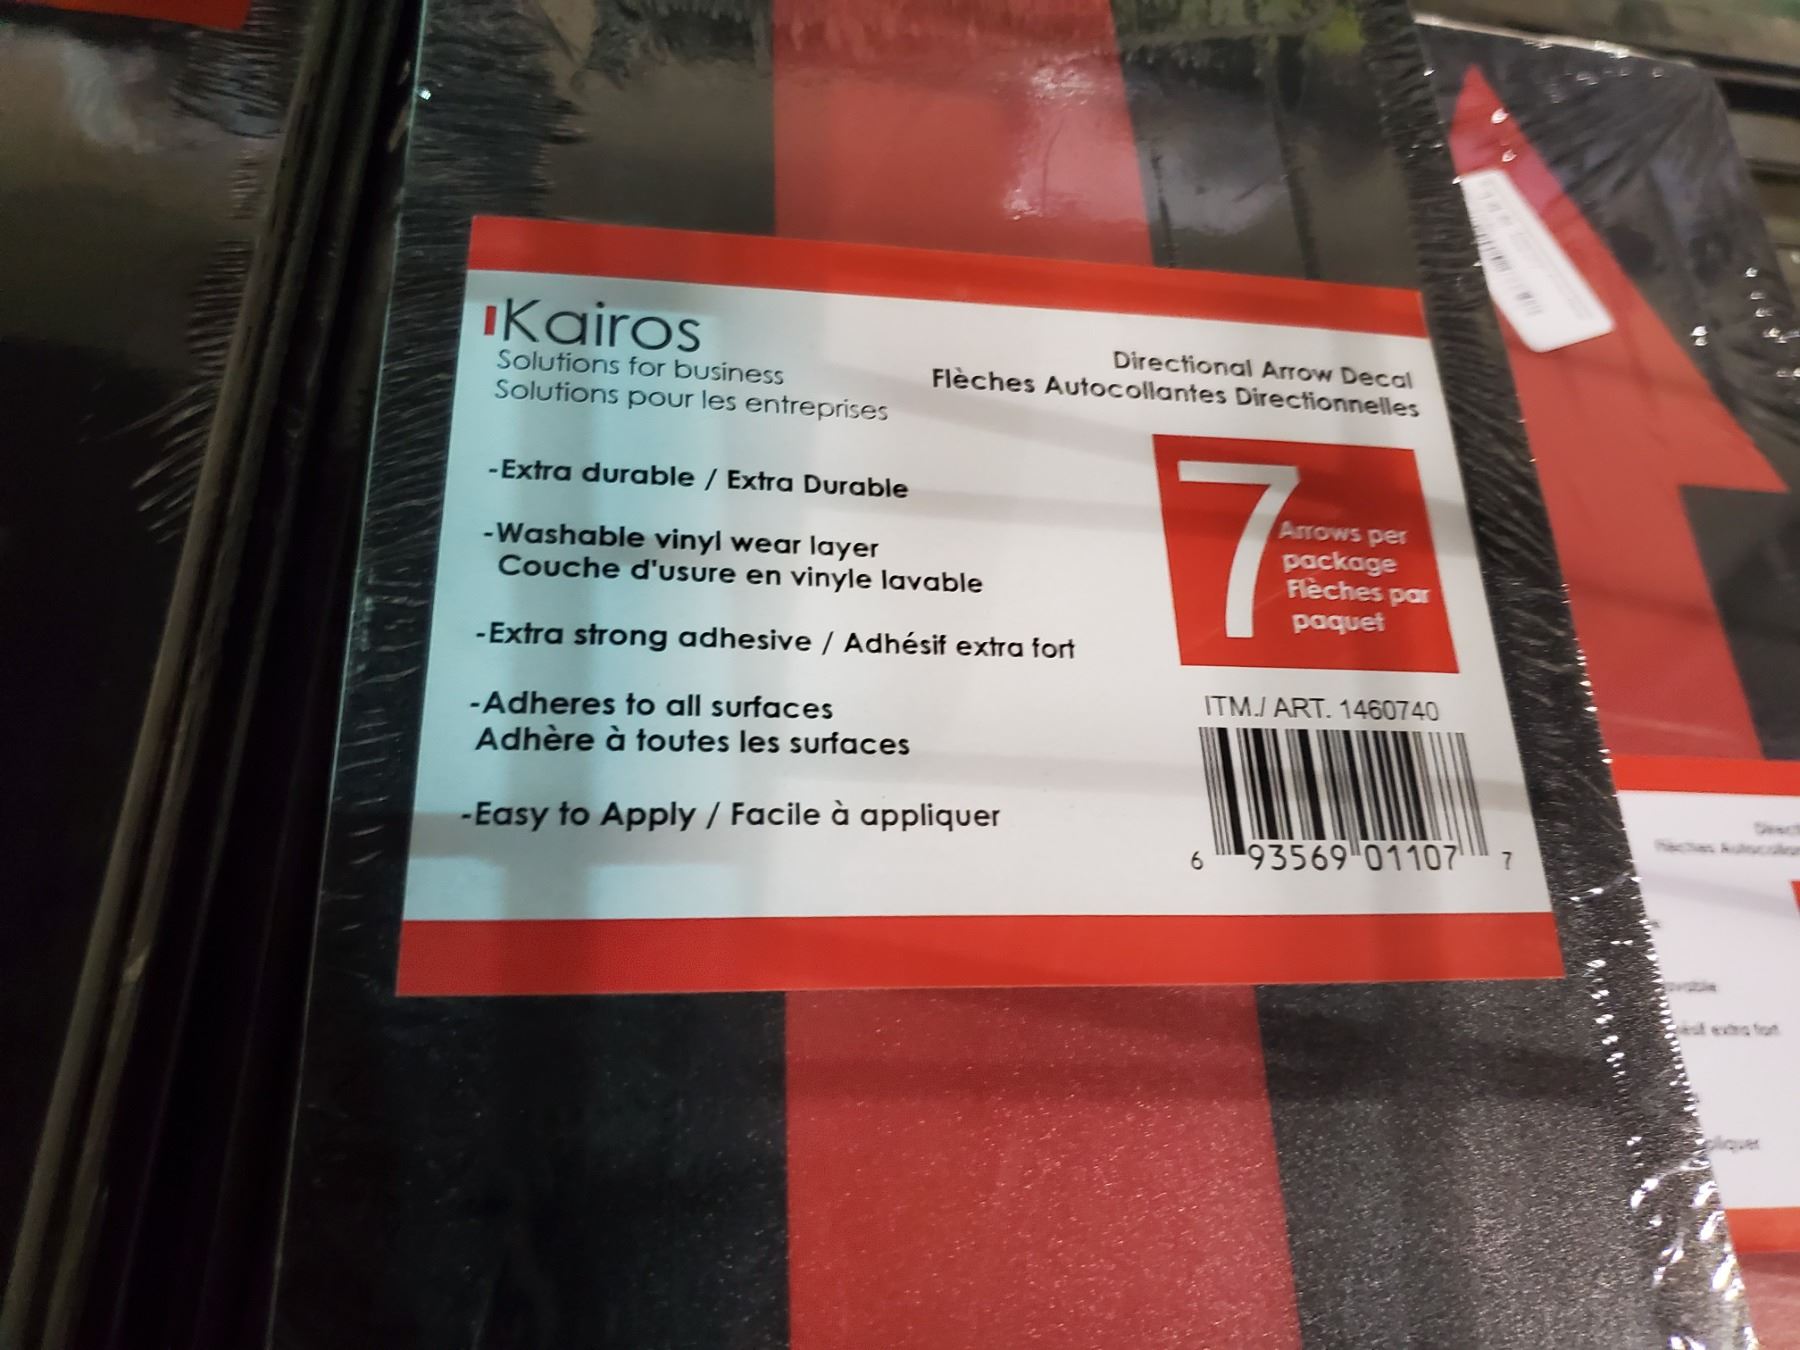 Kairos
Solutions for business
Solutions pour les entreprises
Directional Arrow Decal
Flèches Autocollantes Directionnelles
-Extra durable / Extra Durable
-Washable vinyl wear layer
Couche d'usure en vinyle lavable
-Extra strong adhesive / Adhésif extra fort
-Adheres to all surfaces
Adhère à toutes les surfaces
-Easy to Apply / Facile à appliquer
7
Arrows per
package
Flèches par
paquet
ITM./ ART. 1460740
6 93569 01107 7
extra fort